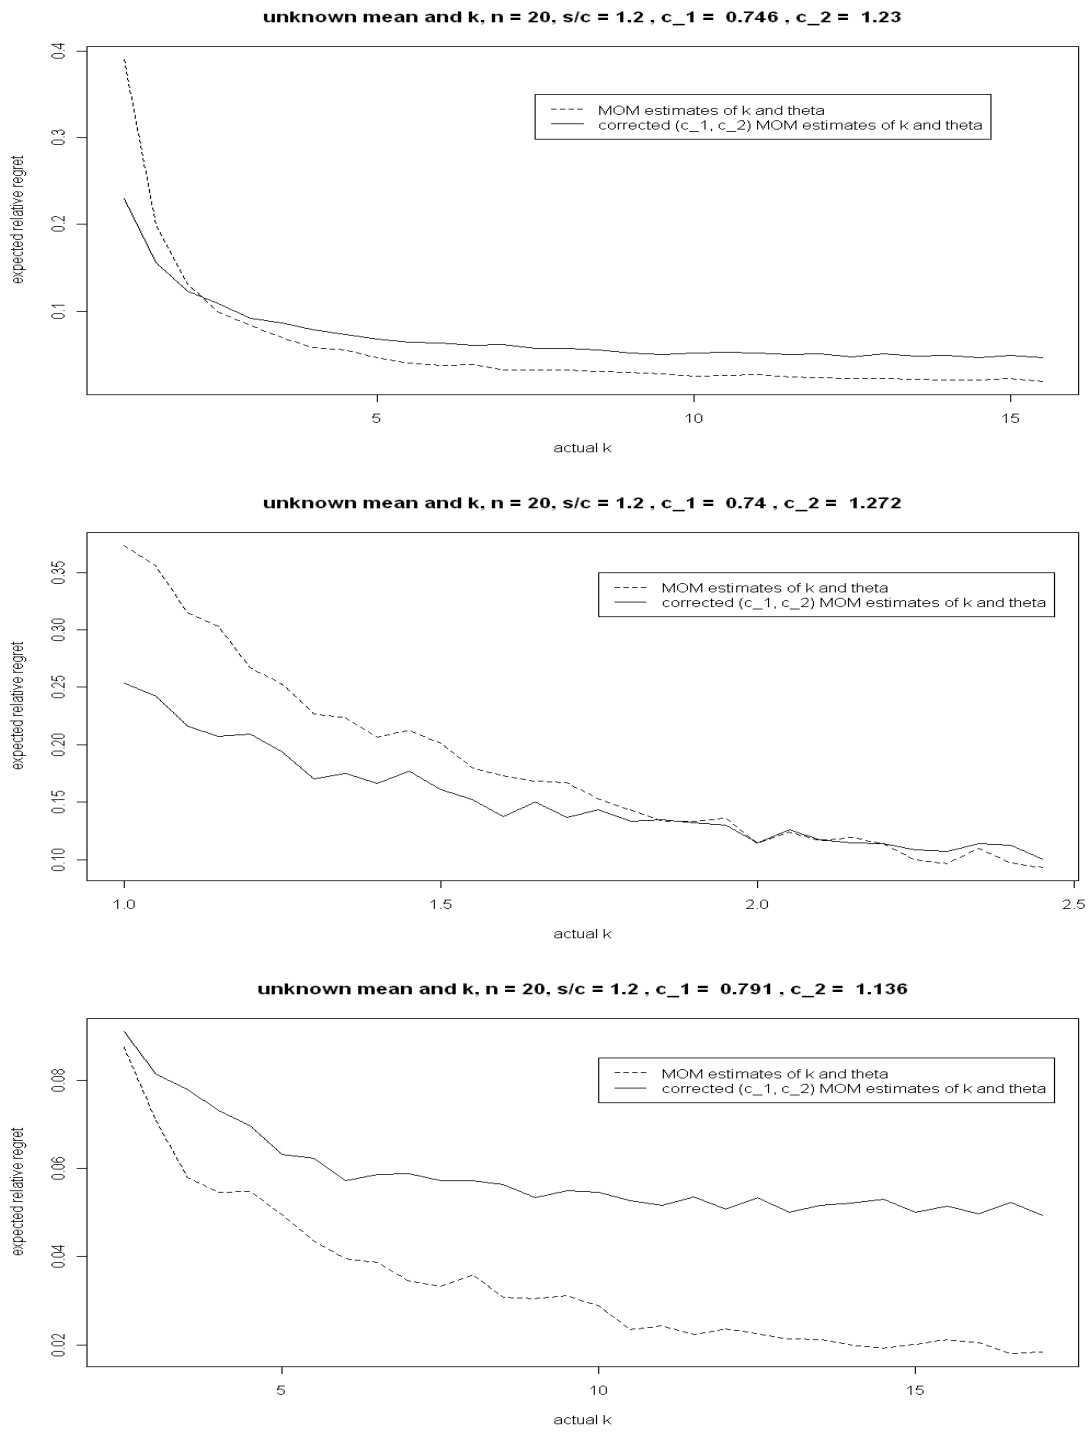 unknown mean and k, n = 20, s/c = 1.2 , c_1 = 0.746 , c_2 = 1.23
expected relative regret
0.4
0.3
0.2
0.1
MOM estimates of k and theta
corrected (c_1, c_2) MOM estimates of k and theta
5
10
15
actual k
unknown mean and k, n = 20, s/c = 1.2 , c_1 = 0.74 , c_2 = 1.272
expected relative regret
0.35
0.30
0.25
0.20
0.15
0.10
MOM estimates of k and theta
corrected (c_1, c_2) MOM estimates of k and theta
1.0
1.5
2.0
2.5
actual k
unknown mean and k, n = 20, s/c = 1.2 , c_1 = 0.791 , c_2 = 1.136
expected relative regret
0.08
0.06
0.04
0.02
MOM estimates of k and theta
corrected (c_1, c_2) MOM estimates of k and theta
5
10
15
actual k